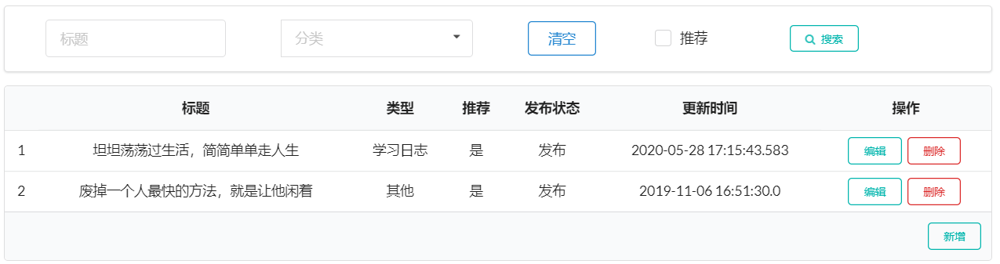 标题 分类 清空 推荐 搜索
标题 类型 推荐 发布状态 更新时间 操作
1 坦坦荡荡过生活，简简单单走人生 学习日志 是 发布 2020-05-28 17:15:43.583 编辑 删除
2 废掉一个人最快的方法，就是让他闲着 其他 是 发布 2019-11-06 16:51:30.0 编辑 删除
新增